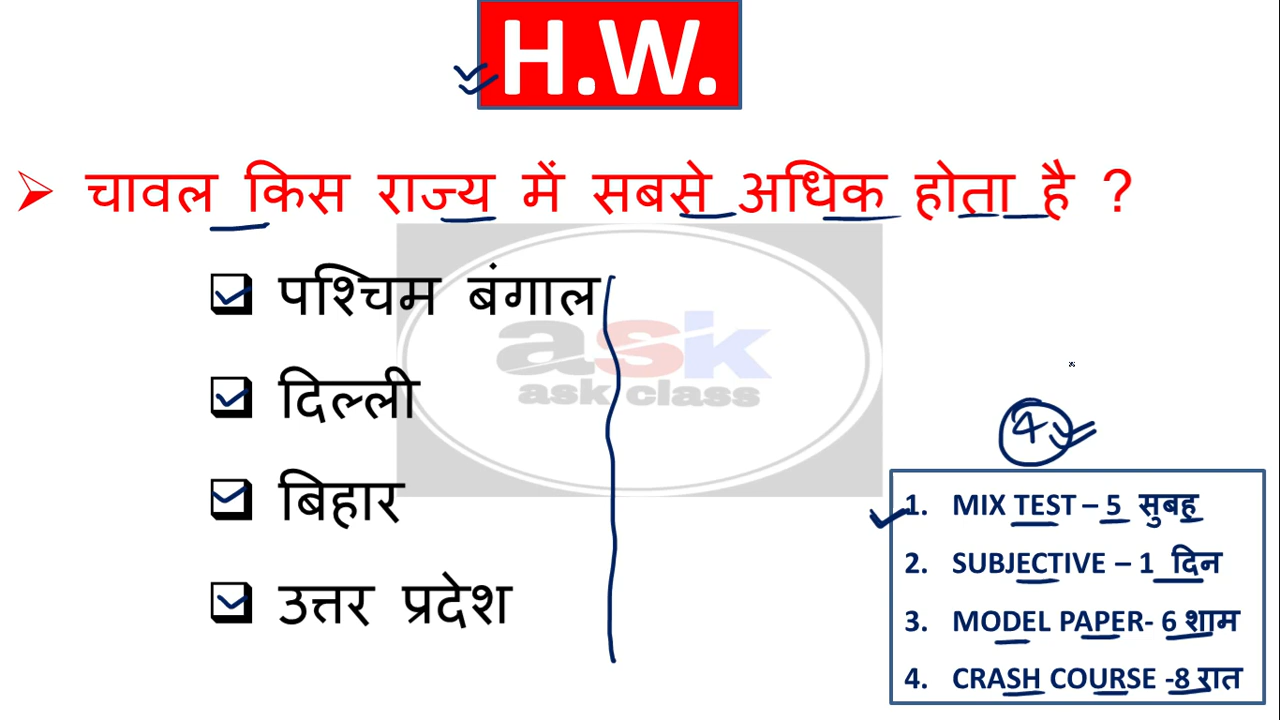 H.W.
➢ चावल किस राज्य में सबसे अधिक होता है ?
पश्चिम बंगाल
दिल्ली
बिहार
उत्तर प्रदेश
ask
ask class
4
1. MIX TEST – 5 सुबह
2. SUBJECTIVE – 1 दिन
3. MODEL PAPER- 6 शाम
4. CRASH COURSE -8 रात